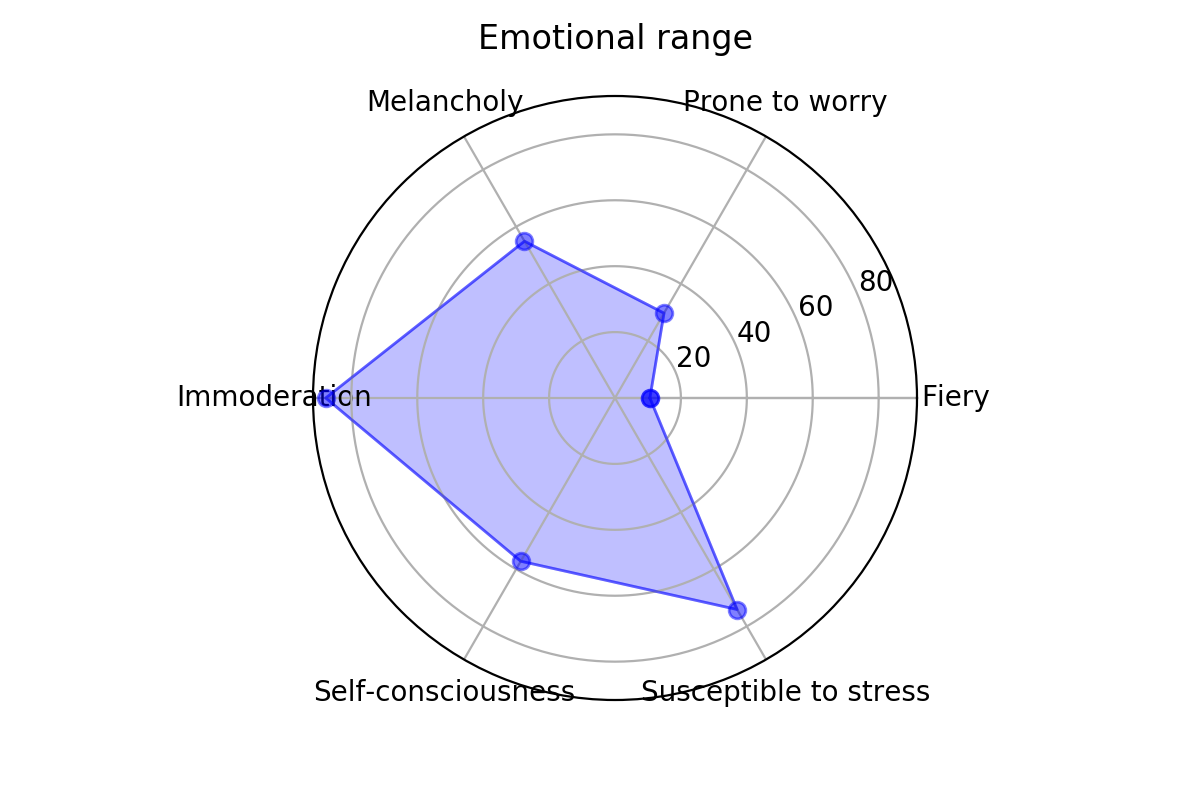 Emotional range
Melancholy
Prone to worry
80
60
40
20
Immoderation
Fiery
Self-consciousness
Susceptible to stress